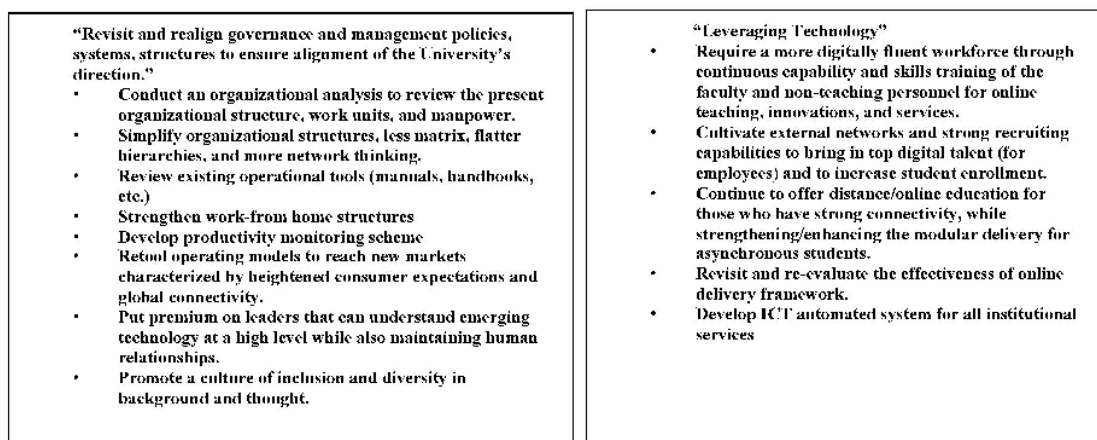 “Revisit and realign governance and management policies,
systems, structures to ensure alignment of the University’s
direction.”
• Conduct an organizational analysis to review the present
organizational structure, work units, and manpower.
• Simplify organizational structures, less matrix, flatter
hierarchies, and more network thinking.
• Review existing operational tools (manuals, handbooks,
etc.)
• Strengthen work-from home structures
• Develop productivity monitoring scheme
• Retool operating models to reach new markets
characterized by heightened consumer expectations and
global connectivity.
• Put premium on leaders that can understand emerging
technology at a high level while also maintaining human
relationships.
• Promote a culture of inclusion and diversity in
background and thought.
“Leveraging Technology”
• Require a more digitally fluent workforce through
continuous capability and skills training of the
faculty and non-teaching personnel for online
teaching, innovations, and services.
• Cultivate external networks and strong recruiting
capabilities to bring in top digital talent (for
employees) and to increase student enrollment.
• Continue to offer distance/online education for
those who have strong connectivity, while
strengthening/enhancing the modular delivery for
asynchronous students.
• Revisit and re-evaluate the effectiveness of online
delivery framework.
• Develop ICT automated system for all institutional
services